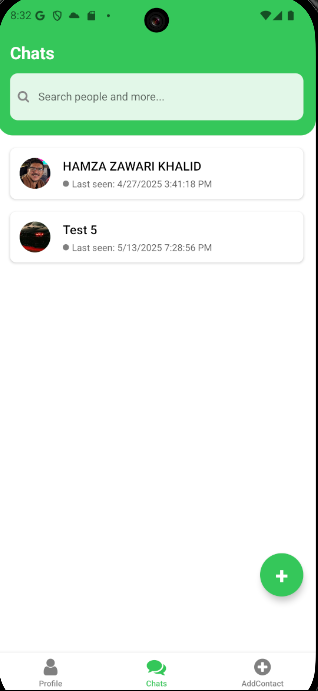 8:32
Chats
Search people and more...
HAMZA ZAWARI KHALID
Last seen: 4/27/2025 3:41:18 PM
Test 5
Last seen: 5/13/2025 7:28:56 PM
Profile
Chats
AddContact